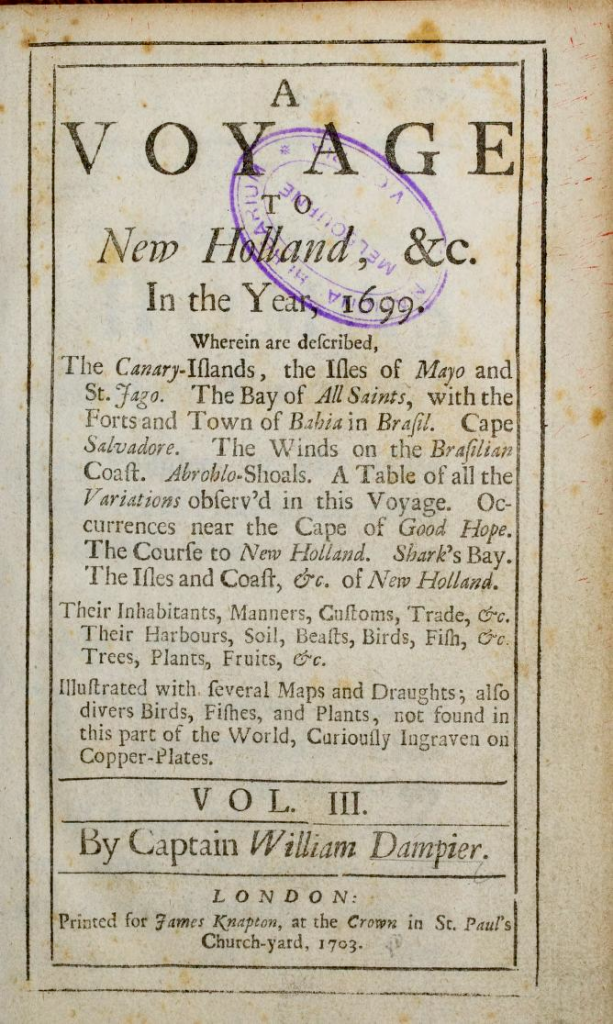 A
VOYAGE
TO
New Holland, &c.
In the Year, 1699.
Wherein are deſcribed,
The Canary-Iſlands, the Iſles of Mayo and
St. Jago. The Bay of All Saints, with the
Forts and Town of Bahia in Braſil. Cape
Salvadore. The Winds on the Braſilian
Coaſt. Abrohlo-Shoals. A Table of all the
Variations obſerv'd in this Voyage. Oc-
currences near the Cape of Good Hope.
The Courſe to New Holland. Shark's Bay.
The Iſles and Coaſt, &c. of New Holland.
Their Inhabitants, Manners, Cuſtoms, Trade, &c.
Their Harbours, Soil, Beaſts, Birds, Fiſh, &c.
Trees, Plants, Fruits, &c.
Illuſtrated with ſeveral Maps and Draughts; alſo
divers Birds, Fiſhes, and Plants, not found in
this part of the World, Curiouſly Ingraven on
Copper-Plates.
VOL. III.
By Captain William Dampier.
LONDON:
Printed for James Knapton, at the Crown in St. Paul's
Church-yard, 1703.
MELBOURNE